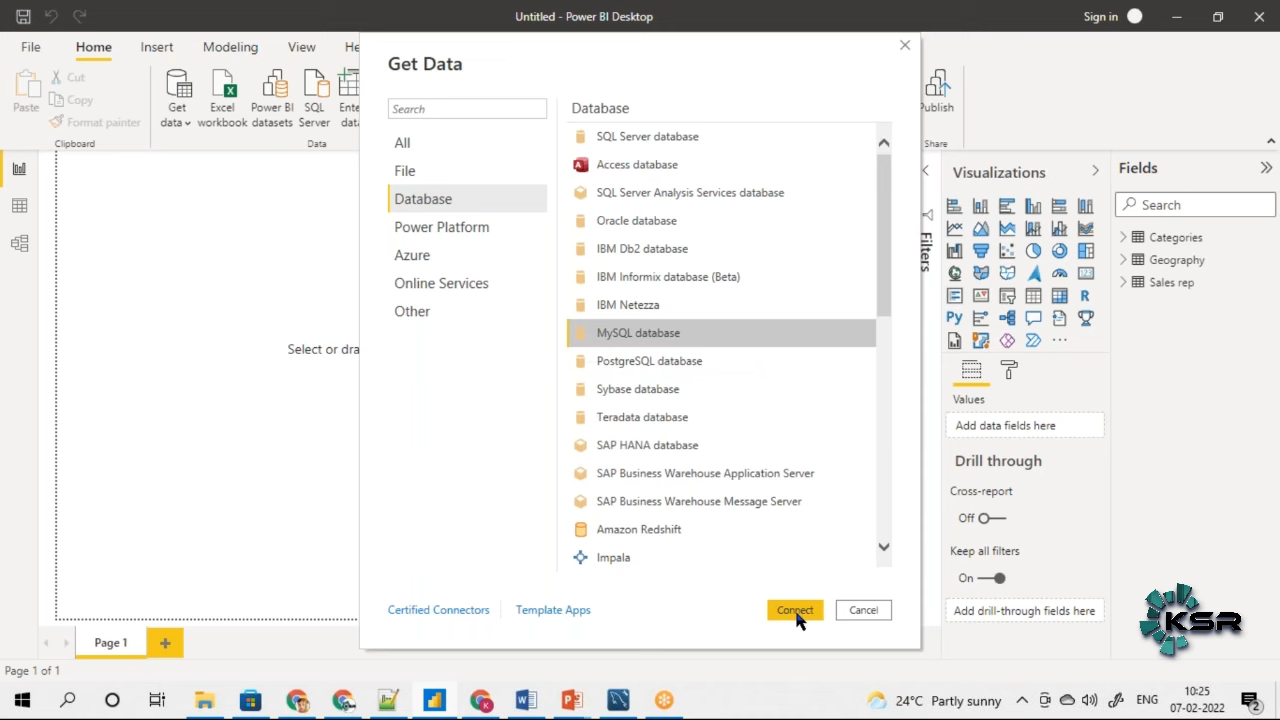 Untitled - Power BI Desktop
Sign in
File
Home
Insert
Modeling
View
He
Paste
Cut
Copy
Format painter
Clipboard
Get
data
Excel
workbook
Power BI
datasets
SQL
Server
Ente
data
Data
Publish
Share
Get Data
Search
All
File
Database
Power Platform
Azure
Online Services
Other
Database
SQL Server database
Access database
SQL Server Analysis Services database
Oracle database
IBM Db2 database
IBM Informix database (Beta)
IBM Netezza
MySQL database
PostgreSQL database
Sybase database
Teradata database
SAP HANA database
SAP Business Warehouse Application Server
SAP Business Warehouse Message Server
Amazon Redshift
Impala
Certified Connectors
Template Apps
Connect
Cancel
Select or dra
Filters
Visualizations
R
Py
123
Values
Add data fields here
Drill through
Cross-report
Off
Keep all filters
On
Add drill-through fields here
Fields
Search
Categories
Geography
Sales rep
KSR
Page 1
Page 1 of 1
24°C Partly sunny
ENG
10:25
07-02-2022
2